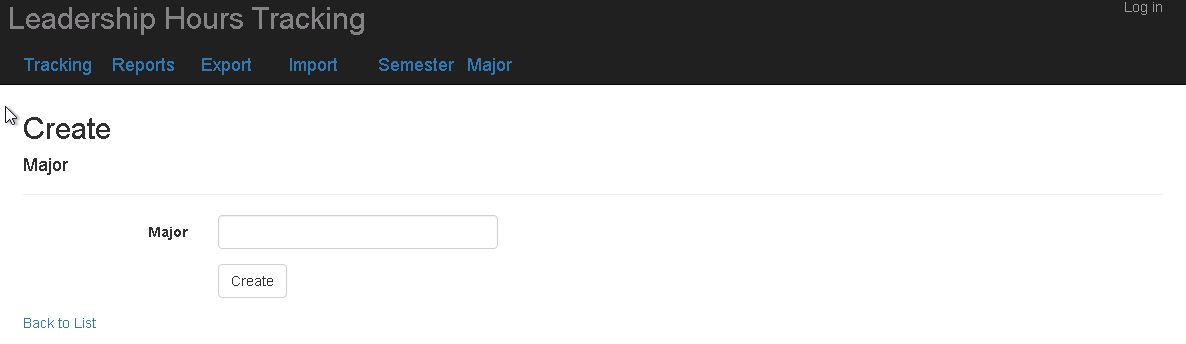 Leadership Hours Tracking
Log in
Tracking Reports Export Import Semester Major
Create
Major
Major
Create
Back to List